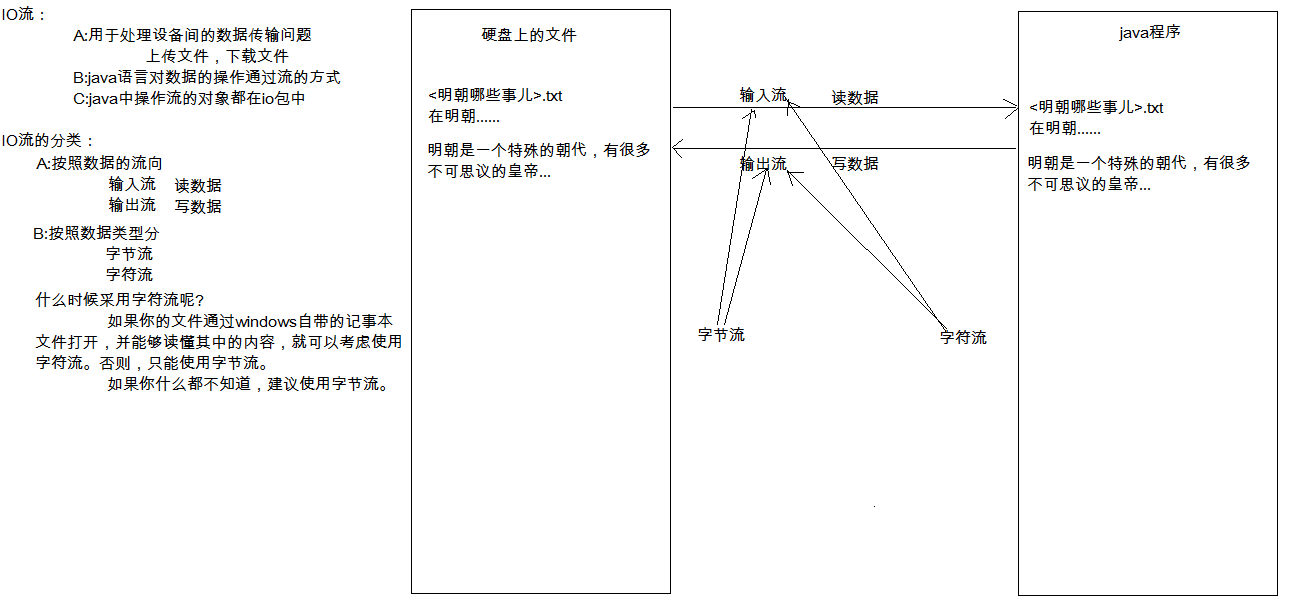 IO流：
A:用于处理设备间的数据传输问题
上传文件，下载文件
B:java语言对数据的操作通过流的方式
C:java中操作流的对象都在io包中
IO流的分类：
A:按照数据的流向
输入流 读数据
输出流 写数据
B:按照数据类型分
字节流
字符流
什么时候采用字符流呢?
如果你的文件通过windows自带的记事本
文件打开，并能够读懂其中的内容，就可以考虑使用
字符流。否则，只能使用字节流。
如果你什么都不知道，建议使用字节流。
硬盘上的文件
<明朝哪些事儿>.txt
在明朝......
明朝是一个特殊的朝代，有很多
不可思议的皇帝...
输入流 读数据
输出流 写数据
字节流
字符流
java程序
<明朝哪些事儿>.txt
在明朝......
明朝是一个特殊的朝代，有很多
不可思议的皇帝...